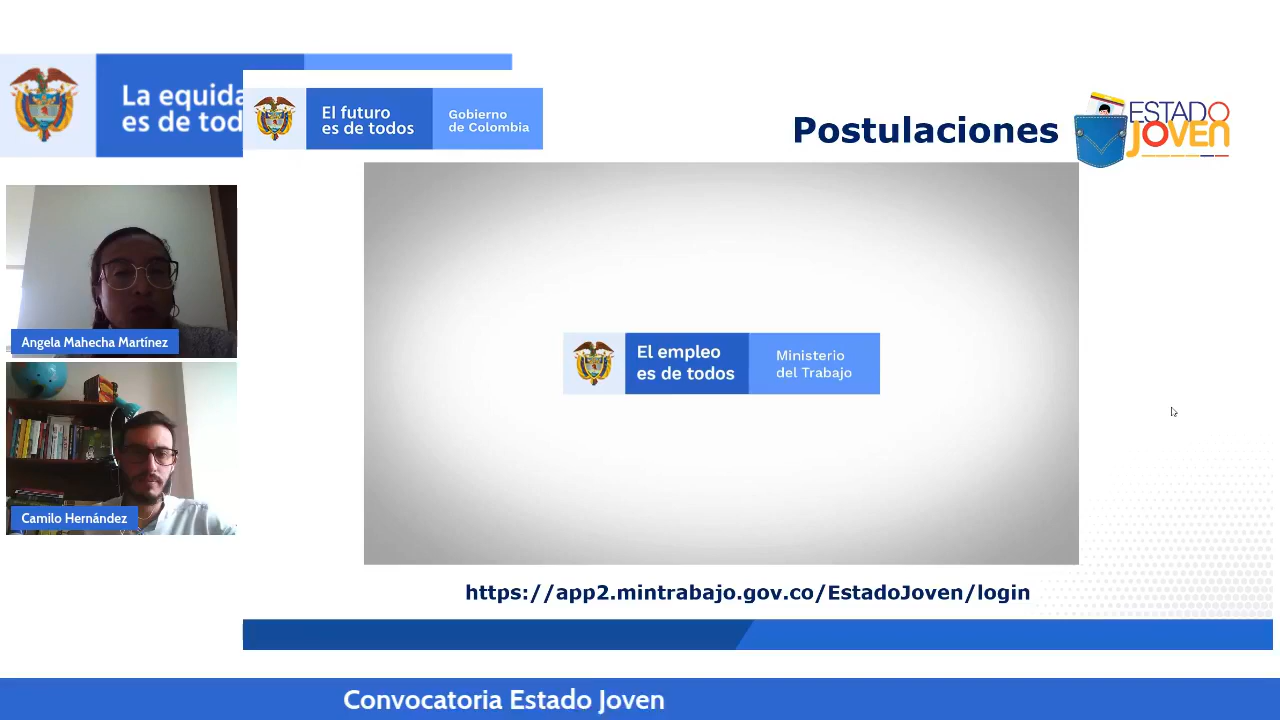 La equida
es de tod
El futuro
es de todos
Gobierno
de Colombia
Postulaciones
ESTADO
JOVEN
El empleo
es de todos
Ministerio
del Trabajo
Angela Mahecha Martínez
Camilo Hernández
https://app2.mintrabajo.gov.co/EstadoJoven/login
Convocatoria Estado Joven